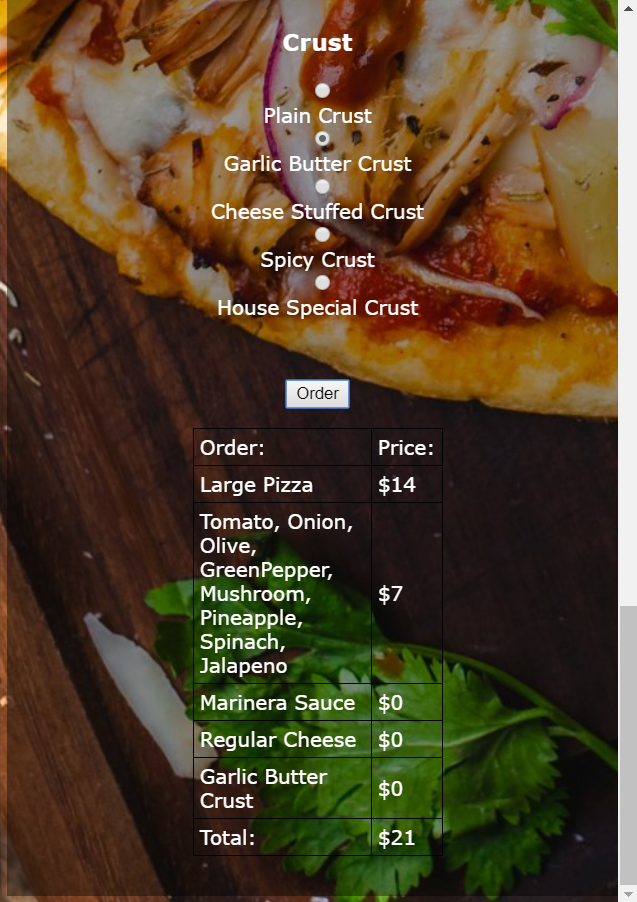 Crust
Plain Crust
Garlic Butter Crust
Cheese Stuffed Crust
Spicy Crust
House Special Crust
Order
Order: Price:
Large Pizza $14
Tomato, Onion,
Olive,
GreenPepper,
Mushroom, $7
Pineapple,
Spinach,
Jalapeno
Marinera Sauce $0
Regular Cheese $0
Garlic Butter
Crust $0
Total: $21